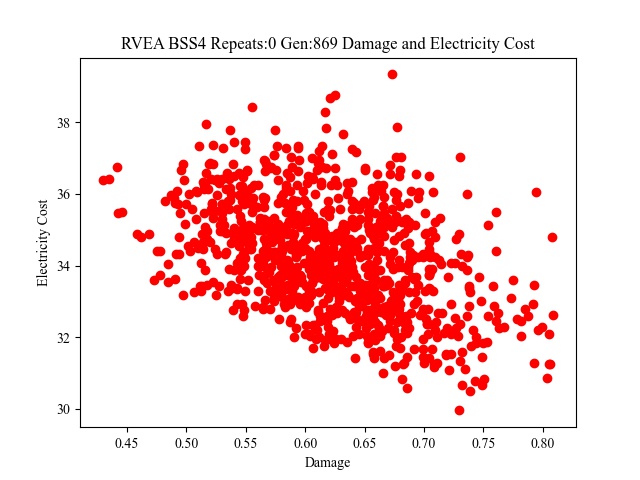 RVEA BSS4 Repeats:0 Gen:869 Damage and Electricity Cost
38
36
34
32
30
Electricity Cost
0.45 0.50 0.55 0.60 0.65 0.70 0.75 0.80
Damage